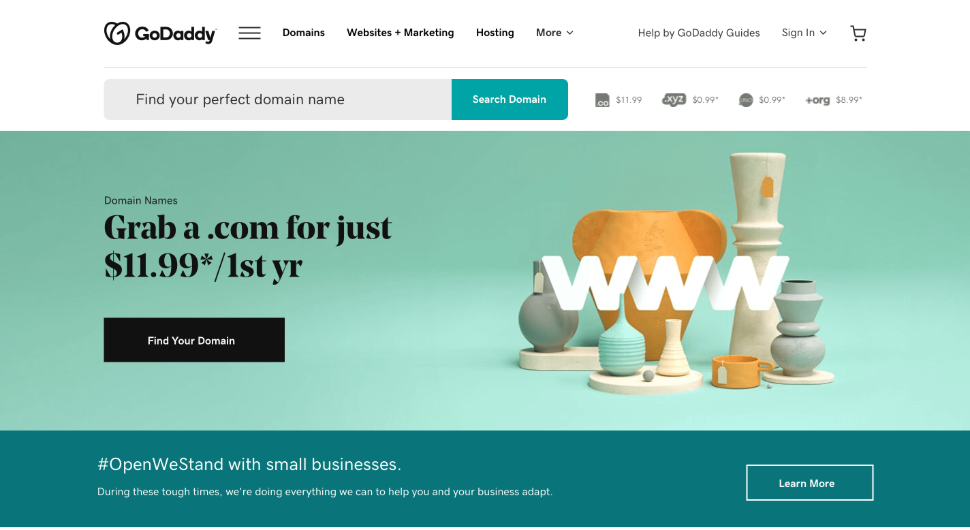 GoDaddy
Domains
Websites + Marketing
Hosting
More
Help by GoDaddy Guides
Sign In
Find your perfect domain name
Search Domain
.co $11.99
.xyz $0.99*
$0.99*
+org $8.99*
Domain Names
Grab a .com for just
$11.99*/1st yr
www
Find Your Domain
#OpenWeStand with small businesses.
During these tough times, we're doing everything we can to help you and your business adapt.
Learn More